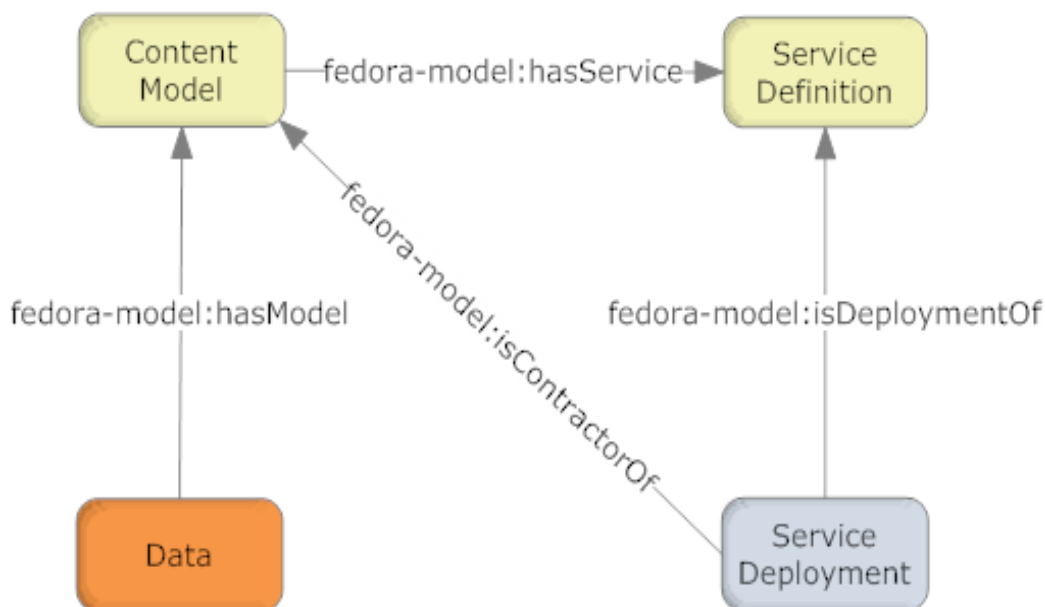 Content
Model
fedora-model:hasService
Service
Definition
fedora-model:isContractorOf
fedora-model:hasModel
fedora-model:isDeploymentOf
Data
Service
Deployment